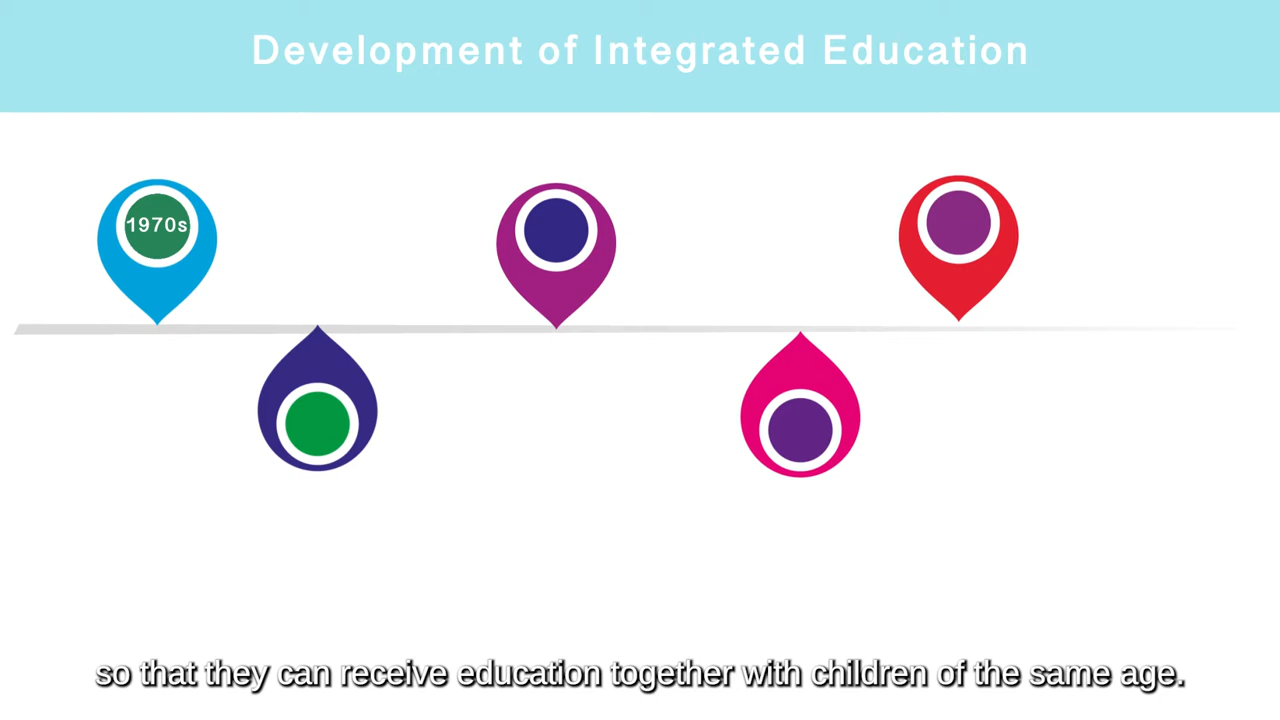 Development of Integrated Education
1970s
so that they can receive education together with children of the same age.